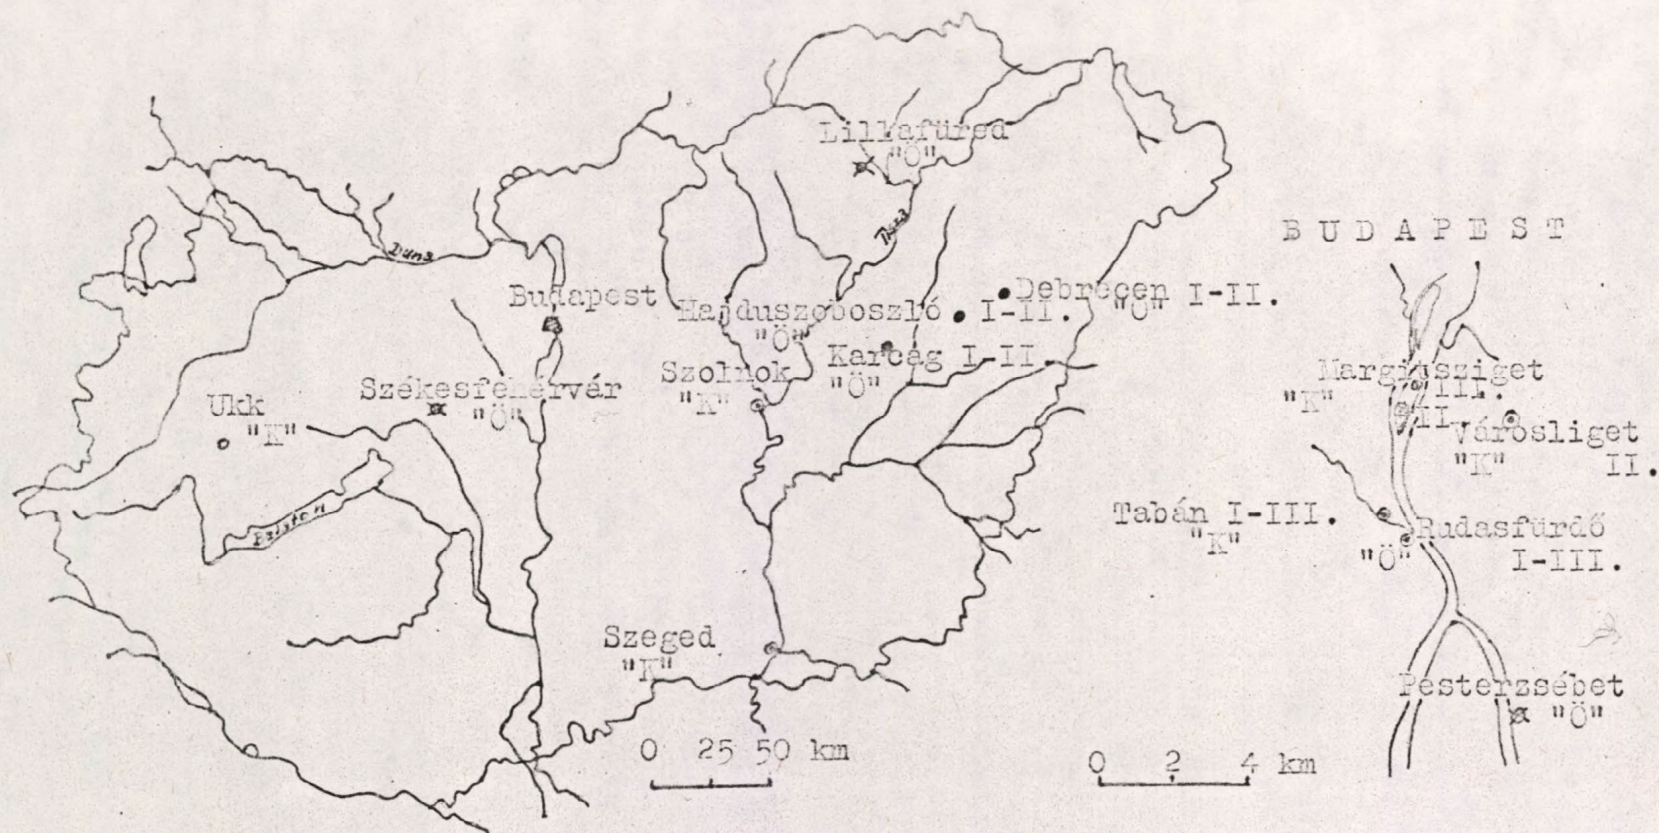 Lillafüred
"Ö"
Tisza
Duna
Budapest
Debrecen I-II.
"Ö"
Hajduszoboszló I-II.
"Ö"
Karcag I-II.
"Ö"
Szolnok
"K"
Székesfehérvár
"Ö"
Ukk
"K"
Balaton
Szeged
"K"
0 25 50 km
BUDAPEST
Margitsziget
"K" III.
II.
Városliget
"K" II.
Tabán I-III.
"K"
Rudasfürdő
"Ö" I-III.
Pesterzsébet
"Ö"
0 2 4 km